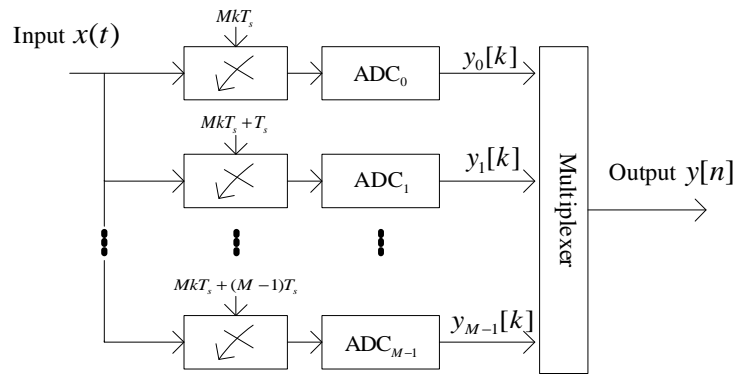 MkT_s
Input x(t)
ADC_0
y_0[k]
MkT_s + T_s
ADC_1
y_1[k]
Multiplexer
Output y[n]
MkT_s + (M − 1)T_s
ADC_{M−1}
y_{M−1}[k]